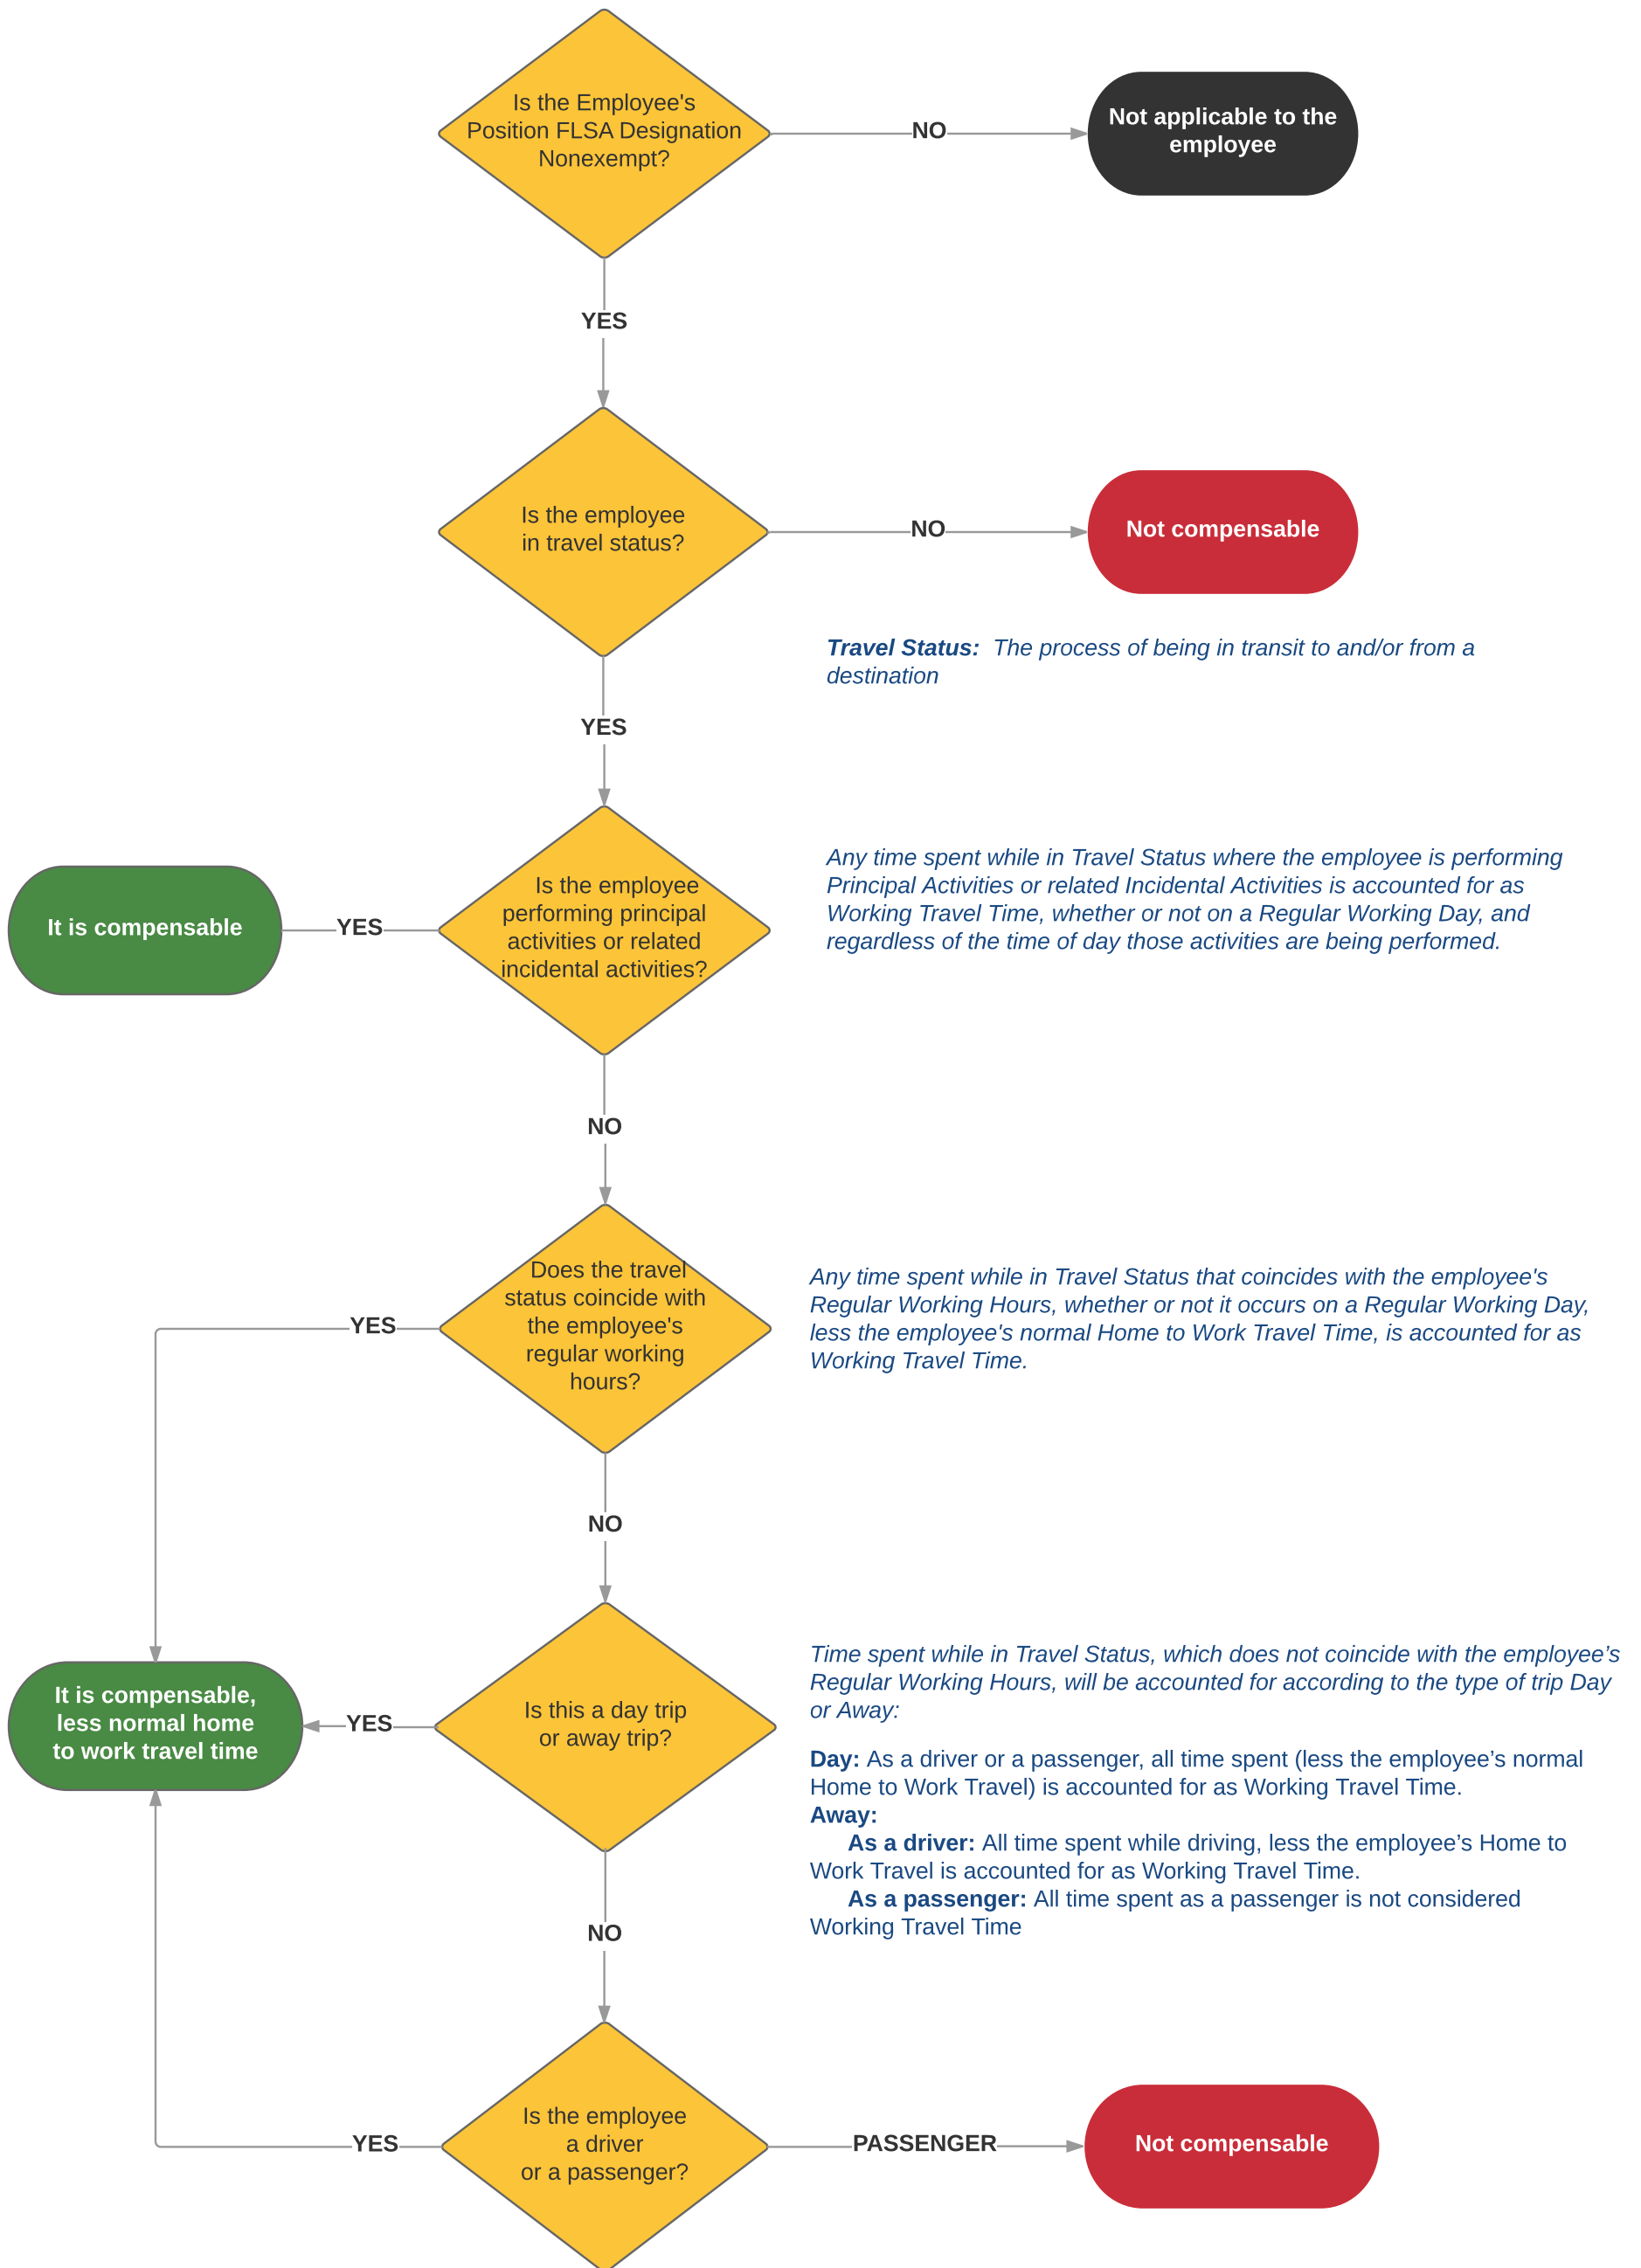 Is the Employee's
Position FLSA Designation
Nonexempt?
NO
Not applicable to the
employee
YES
Is the employee
in travel status?
NO
Not compensable
Travel Status:  The process of being in transit to and/or from a
destination
YES
It is compensable
YES
Is the employee
performing principal
activities or related
incidental activities?
Any time spent while in Travel Status where the employee is performing
Principal Activities or related Incidental Activities is accounted for as
Working Travel Time, whether or not on a Regular Working Day, and
regardless of the time of day those activities are being performed.
NO
YES
Does the travel
status coincide with
the employee's
regular working
hours?
Any time spent while in Travel Status that coincides with the employee's
Regular Working Hours, whether or not it occurs on a Regular Working Day,
less the employee's normal Home to Work Travel Time, is accounted for as
Working Travel Time.
NO
It is compensable,
less normal home
to work travel time
YES
Is this a day trip
or away trip?
Time spent while in Travel Status, which does not coincide with the employee’s
Regular Working Hours, will be accounted for according to the type of trip Day
or Away:
Day: As a driver or a passenger, all time spent (less the employee’s normal
Home to Work Travel) is accounted for as Working Travel Time.
Away:
As a driver: All time spent while driving, less the employee’s Home to
Work Travel is accounted for as Working Travel Time.
As a passenger: All time spent as a passenger is not considered
Working Travel Time
NO
YES
Is the employee
a driver
or a passenger?
PASSENGER
Not compensable